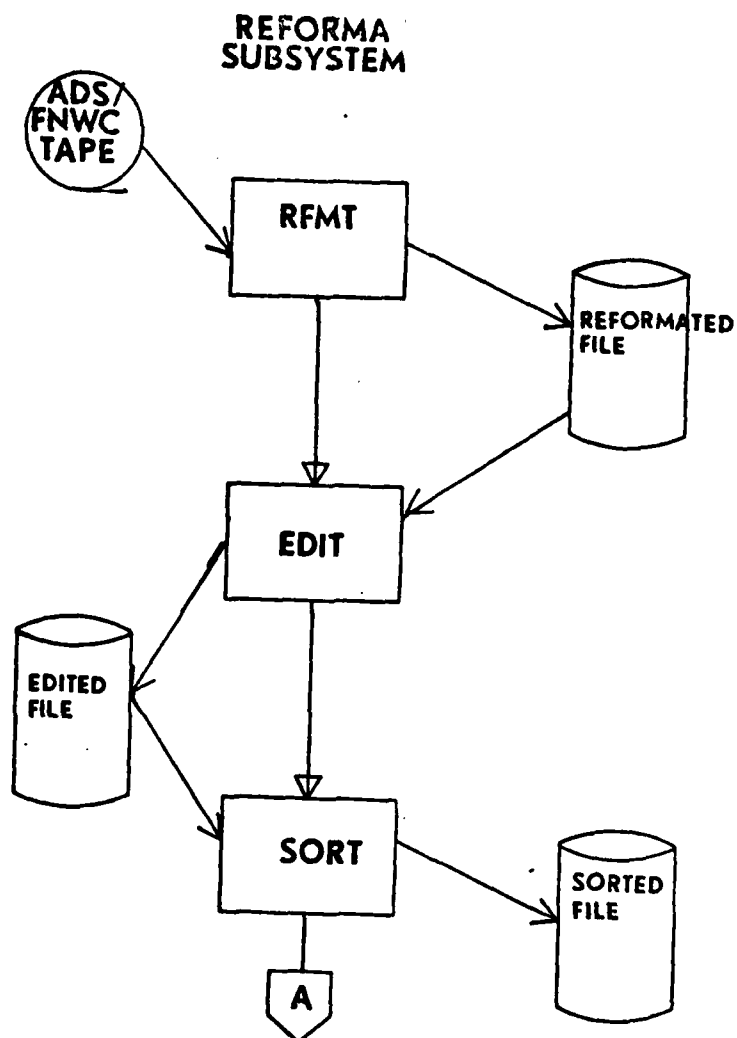 REFORMA
SUBSYSTEM
ADS/
FNWC
TAPE
RFMT
REFORMATED
FILE
EDIT
EDITED
FILE
SORT
SORTED
FILE
A